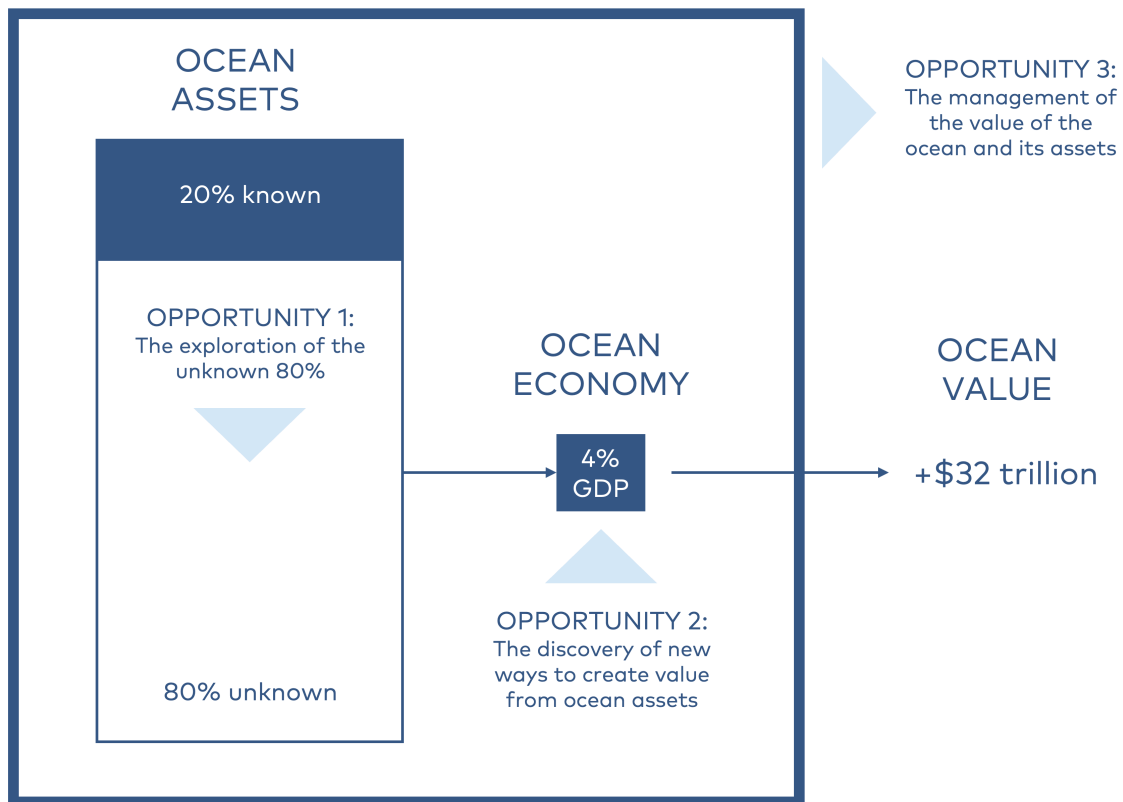 OCEAN
ASSETS
20% known
OPPORTUNITY 1:
The exploration of the
unknown 80%
80% unknown
OCEAN
ECONOMY
4%
GDP
OPPORTUNITY 2:
The discovery of new
ways to create value
from ocean assets
OPPORTUNITY 3:
The management of
the value of the
ocean and its assets
OCEAN
VALUE
+$32 trillion